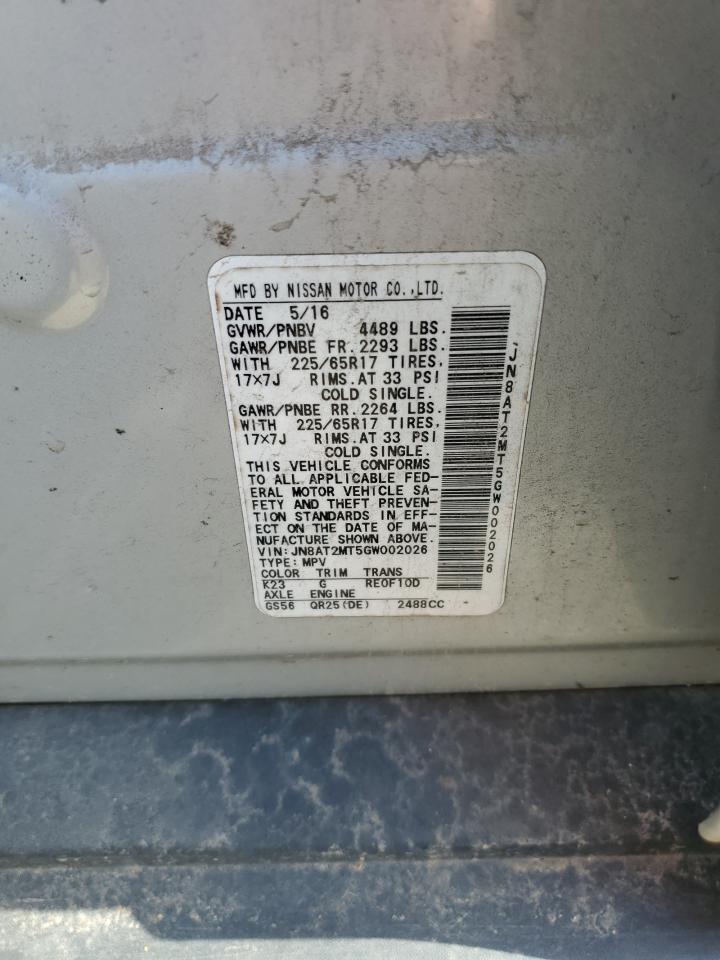 MFD BY NISSAN MOTOR CO.,LTD.
DATE 5/16
GVWR/PNBV 4489 LBS.
GAWR/PNBE FR.2293 LBS.
WITH 225/65R17 TIRES,
17×7J RIMS.AT 33 PSI
COLD SINGLE.
GAWR/PNBE RR.2264 LBS.
WITH 225/65R17 TIRES,
17×7J RIMS.AT 33 PSI
COLD SINGLE.
THIS VEHICLE CONFORMS
TO ALL APPLICABLE FED-
ERAL MOTOR VEHICLE SA-
FETY AND THEFT PREVEN-
TION STANDARDS IN EFF-
ECT ON THE DATE OF MA-
NUFACTURE SHOWN ABOVE.
VIN:JN8AT2MT5GW002026
TYPE:MPV
COLOR TRIM TRANS
K23 G RE0F10D
AXLE ENGINE
GS56 QR25(DE) 2488CC
JN8AT2MT5GW002026